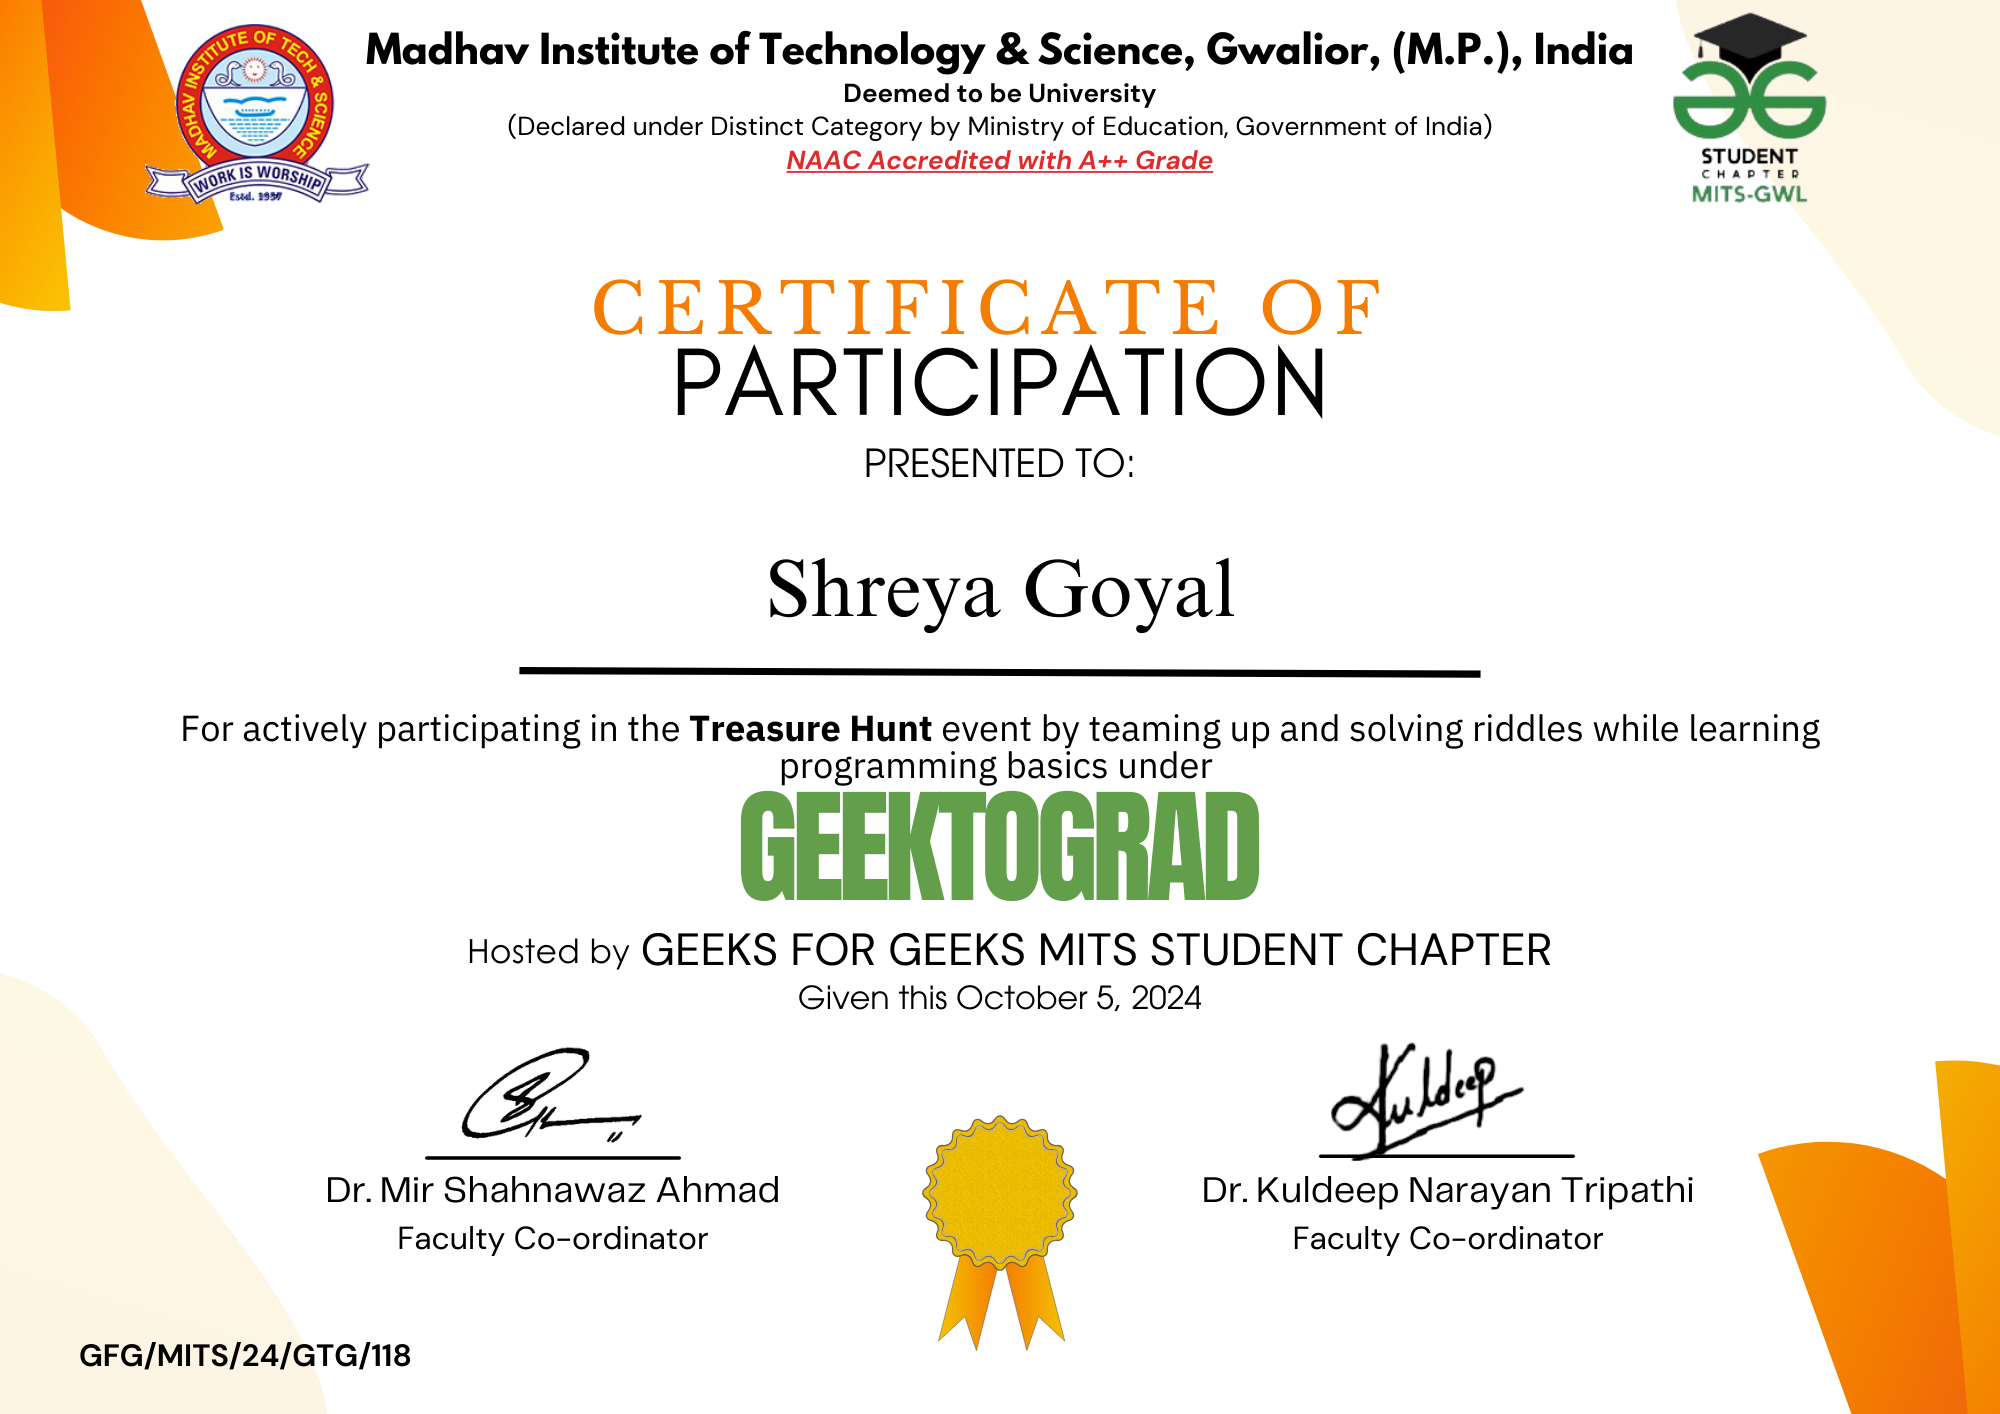 Madhav Institute of Technology & Science, Gwalior, (M.P.), India
Deemed to be University
(Declared under Distinct Category by Ministry of Education, Government of India)
NAAC Accredited with A++ Grade
MADHAV INSTITUTE OF TECH & SCIENCE
WORK IS WORSHIP
Estd. 1957
STUDENT
CHAPTER
MITS-GWL
CERTIFICATE OF
PARTICIPATION
PRESENTED TO:
Shreya Goyal
For actively participating in the Treasure Hunt event by teaming up and solving riddles while learning
programming basics under
GEEKTOGRAD
Hosted by GEEKS FOR GEEKS MITS STUDENT CHAPTER
Given this October 5, 2024
Kuldeep
Dr. Mir Shahnawaz Ahmad
Faculty Co-ordinator
Dr. Kuldeep Narayan Tripathi
Faculty Co-ordinator
GFG/MITS/24/GTG/118